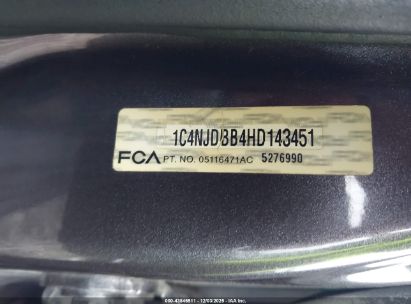 1C4NJDBB4HD143451
FCA PT. NO. 05116471AC 5276990